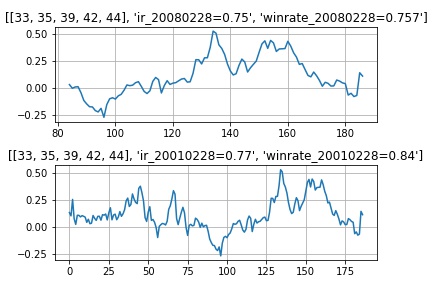 [[33, 35, 39, 42, 44], 'ir_20080228=0.75', 'winrate_20080228=0.757']
0.50
0.25
0.00
−0.25
80 100 120 140 160 180
[[33, 35, 39, 42, 44], 'ir_20010228=0.77', 'winrate_20010228=0.84']
0.50
0.25
0.00
−0.25
0 25 50 75 100 125 150 175